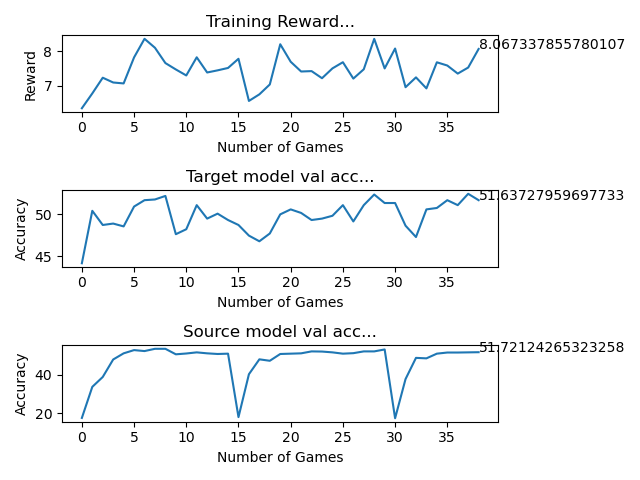 Training Reward...
8.067337855780107
8
7
Reward
0 5 10 15 20 25 30 35
Number of Games
Target model val acc...
51.63727959697733
50
45
Accuracy
0 5 10 15 20 25 30 35
Number of Games
Source model val acc...
51.72124265323258
40
20
Accuracy
0 5 10 15 20 25 30 35
Number of Games